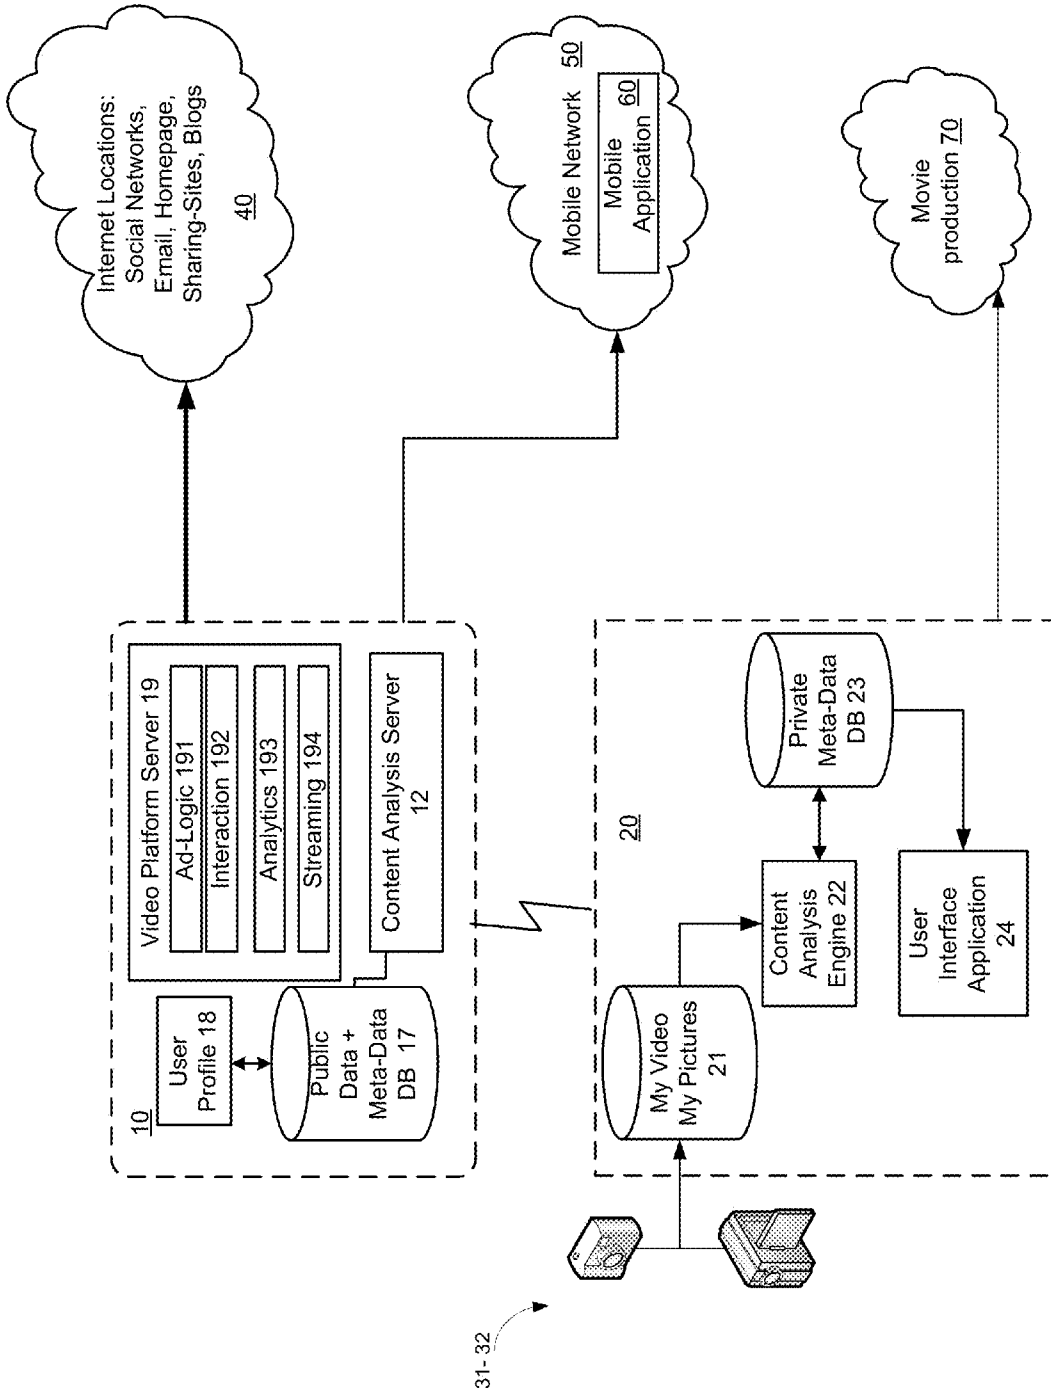 Internet Locations:
Social Networks,
Email, Homepage,
Sharing-Sites, Blogs
40
Mobile Network 50
Mobile 60
Application
Movie
production 70
10
User
Profile 18
Public
Data +
Meta-Data
DB 17
Video Platform Server 19
Ad-Logic 191
Interaction 192
Analytics 193
Streaming 194
Content Analysis Server
12
20
My Video
My Pictures
21
Content
Analysis
Engine 22
Private
Meta-Data
DB 23
User
Interface
Application
24
31- 32